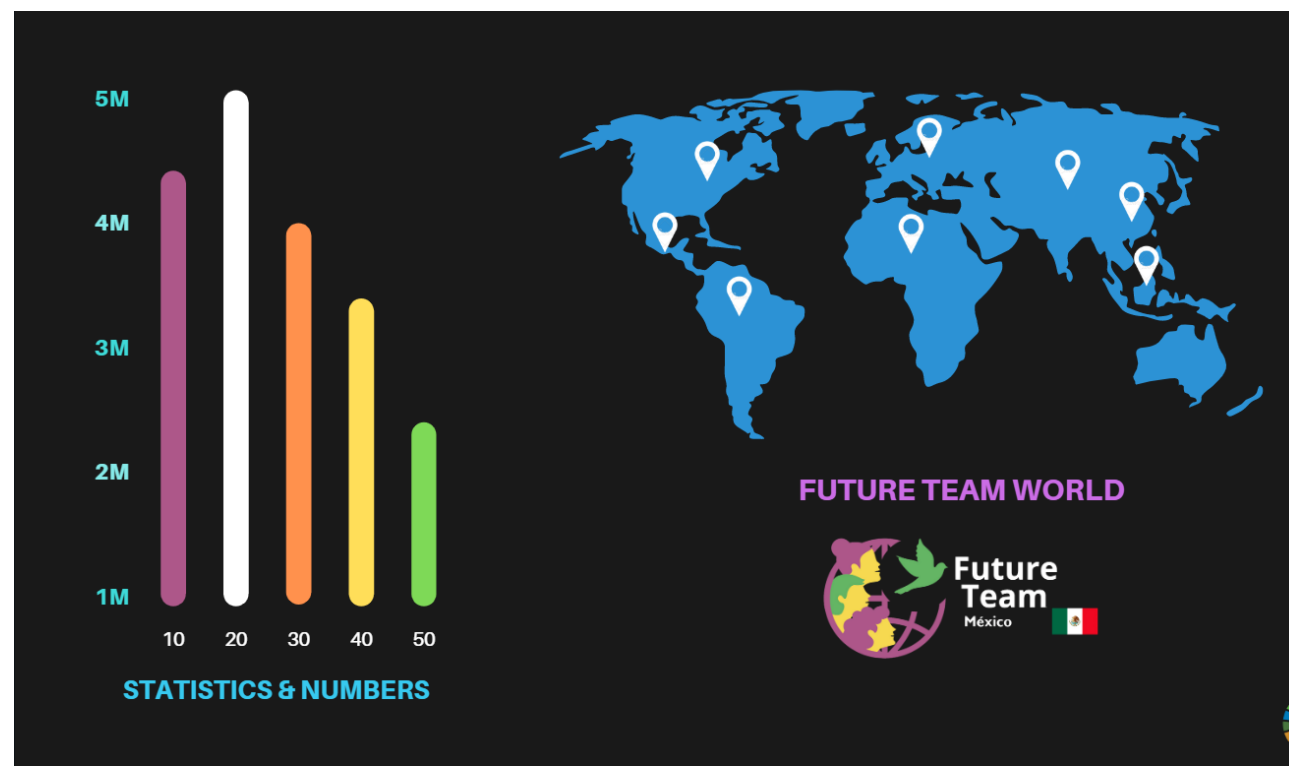 5M
4M
3M
2M
1M
10 20 30 40 50
STATISTICS & NUMBERS
FUTURE TEAM WORLD
Future
Team
México